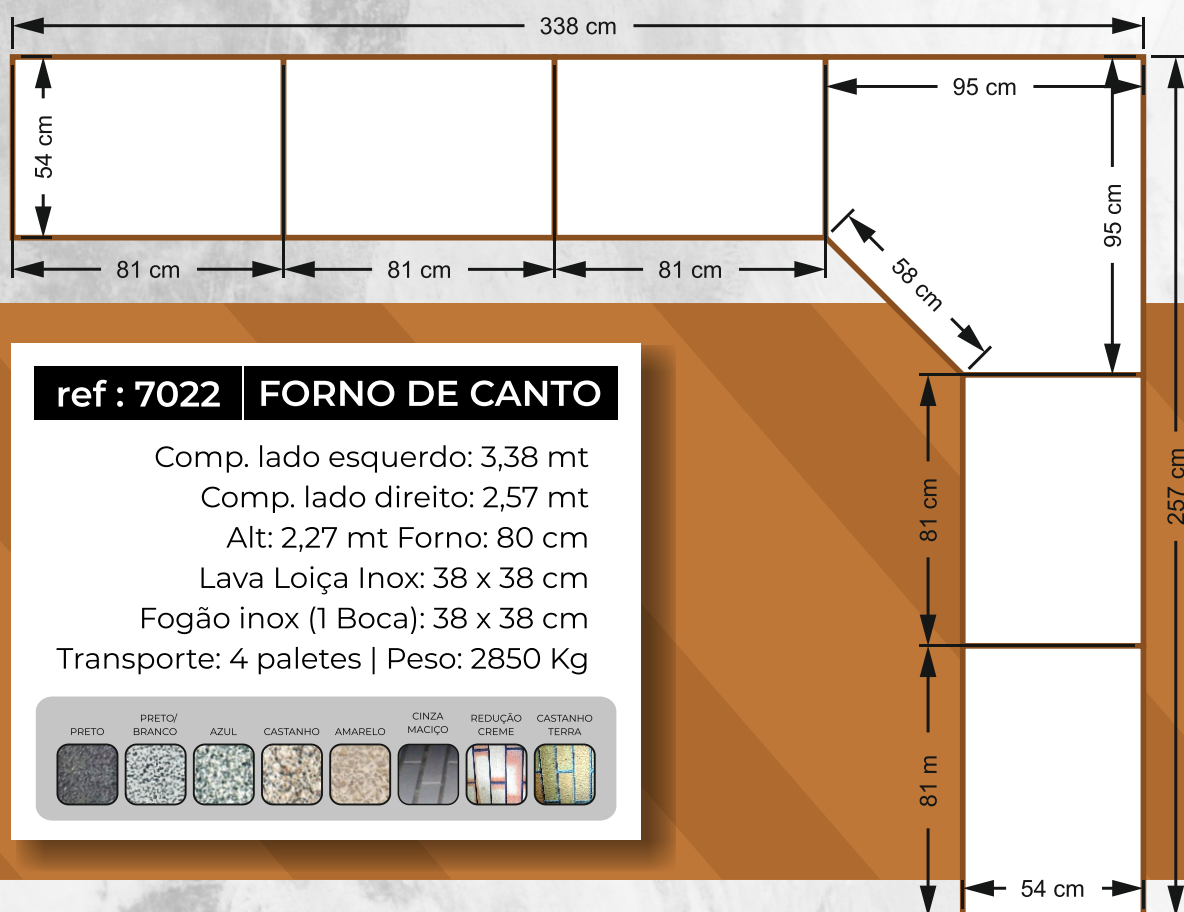 338 cm
95 cm
54 cm
95 cm
81 cm
81 cm
81 cm
58 cm
ref : 7022
FORNO DE CANTO
Comp. lado esquerdo: 3,38 mt
Comp. lado direito: 2,57 mt
Alt: 2,27 mt Forno: 80 cm
Lava Loiça Inox: 38 x 38 cm
Fogão inox (1 Boca): 38 x 38 cm
Transporte: 4 paletes | Peso: 2850 Kg
PRETO
PRETO/
BRANCO
AZUL
CASTANHO
AMARELO
CINZA
MACIÇO
REDUÇÃO
CREME
CASTANHO
TERRA
81 cm
257 cm
81 m
54 cm